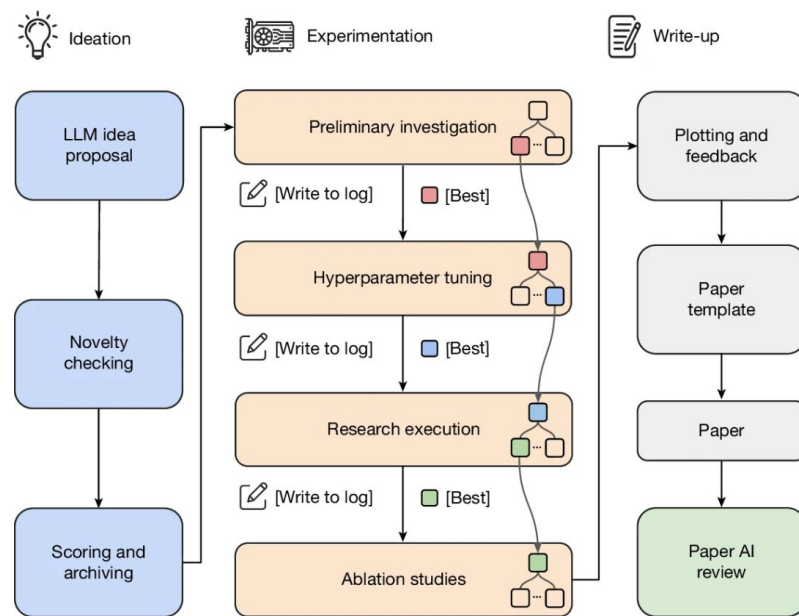 Ideation
Experimentation
Write-up
LLM idea
proposal
Novelty
checking
Scoring and
archiving
Preliminary investigation
[Write to log]
[Best]
Hyperparameter tuning
[Write to log]
[Best]
Research execution
[Write to log]
[Best]
Ablation studies
Plotting and
feedback
Paper
template
Paper
Paper AI
review